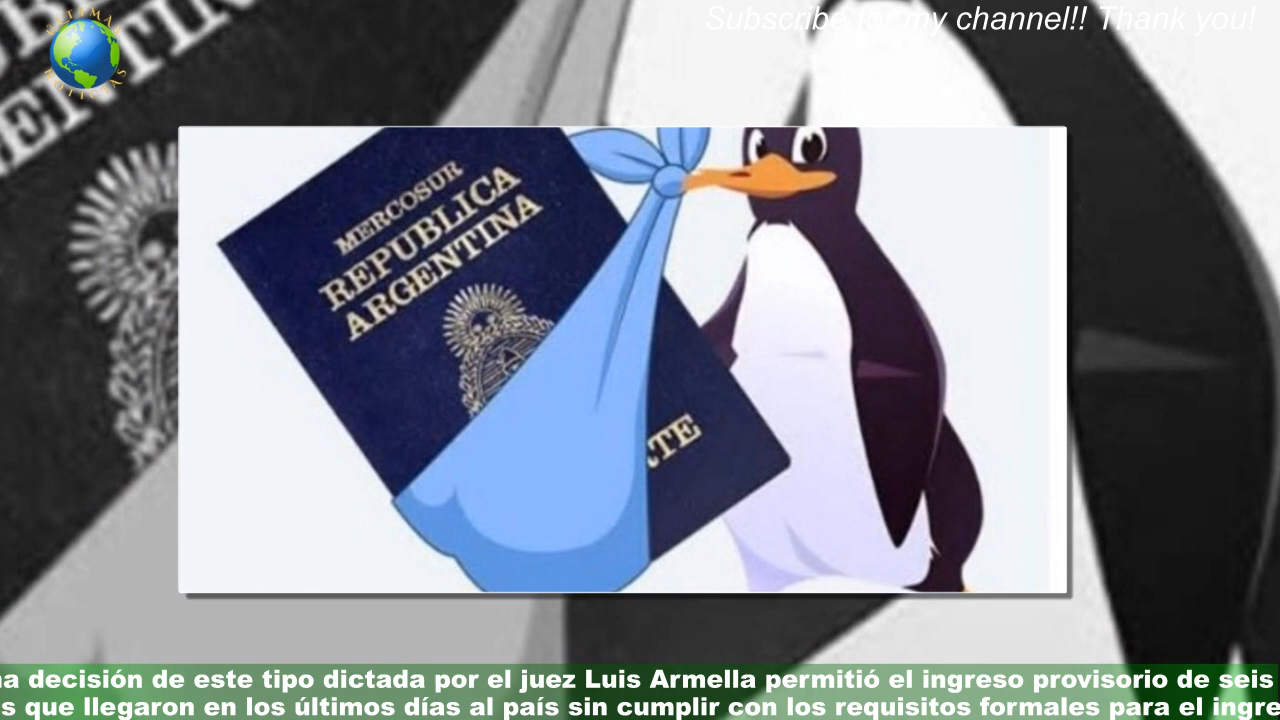 Subscribe for my channel!! Thank you!
MERCOSUR
REPUBLICA
ARGENTINA
RTE
a decisión de este tipo dictada por el juez Luis Armella permitió el ingreso provisorio de seis
s que llegaron en los últimos días al país sin cumplir con los requisitos formales para el ingre